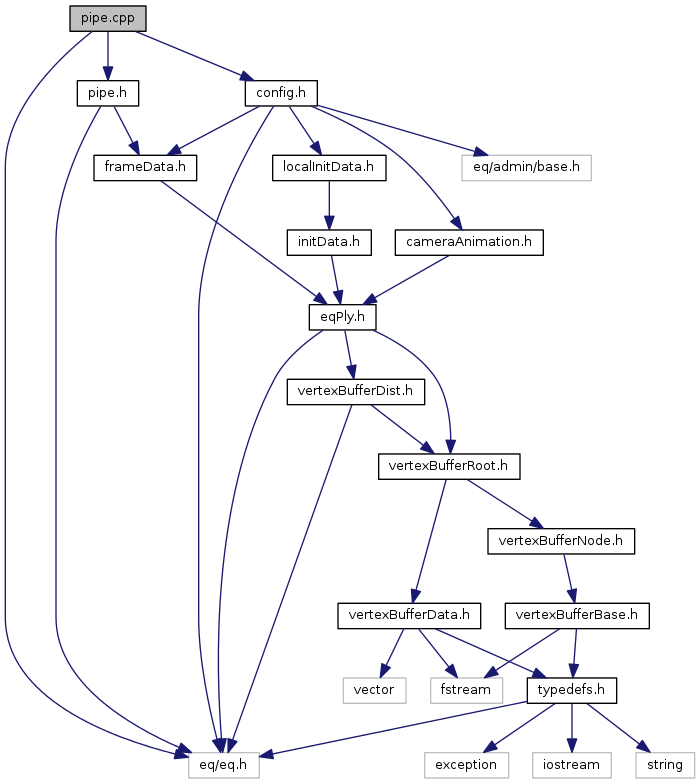 pipe.cpp
pipe.h
config.h
frameData.h
localInitData.h
eq/admin/base.h
initData.h
cameraAnimation.h
eqPly.h
vertexBufferDist.h
vertexBufferRoot.h
vertexBufferNode.h
vertexBufferData.h
vertexBufferBase.h
vector
fstream
typedefs.h
eq/eq.h
exception
iostream
string